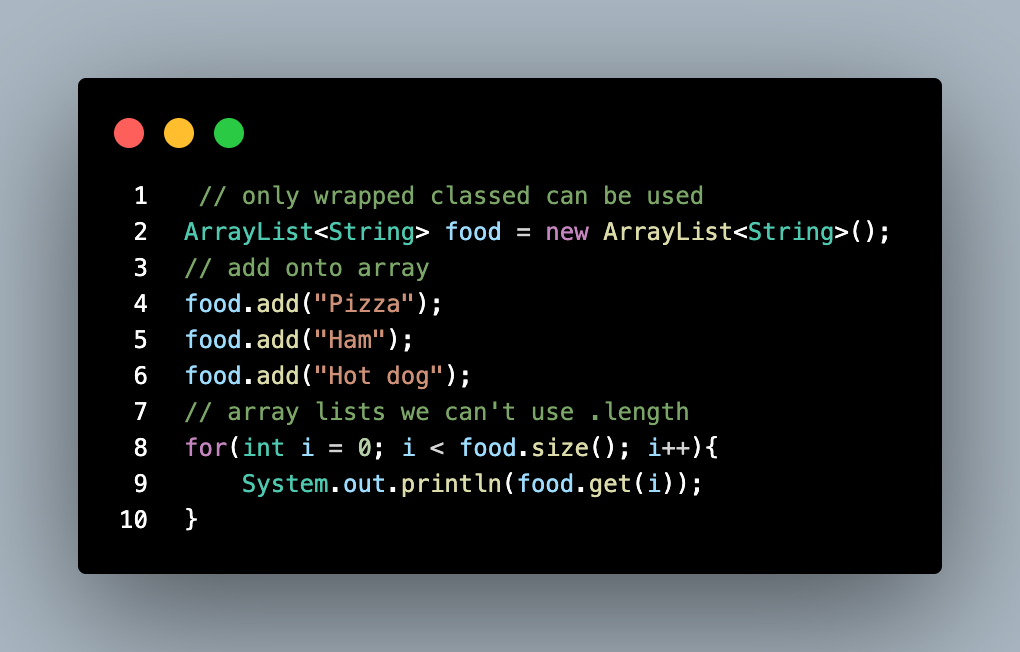 1 // only wrapped classed can be used
2 ArrayList<String> food = new ArrayList<String>();
3 // add onto array
4 food.add("Pizza");
5 food.add("Ham");
6 food.add("Hot dog");
7 // array lists we can't use .length
8 for(int i = 0; i < food.size(); i++){
9     System.out.println(food.get(i));
10 }